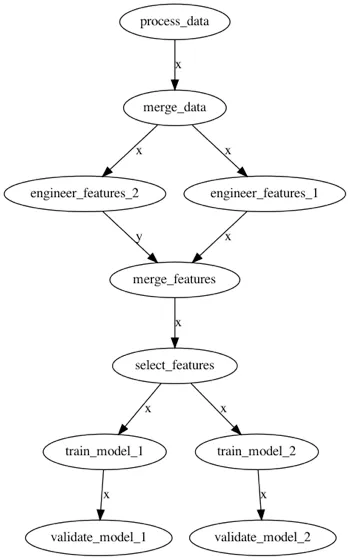 process_data
x
merge_data
x x
engineer_features_2 engineer_features_1
y x
merge_features
x
select_features
x x
train_model_1 train_model_2
x x
validate_model_1 validate_model_2